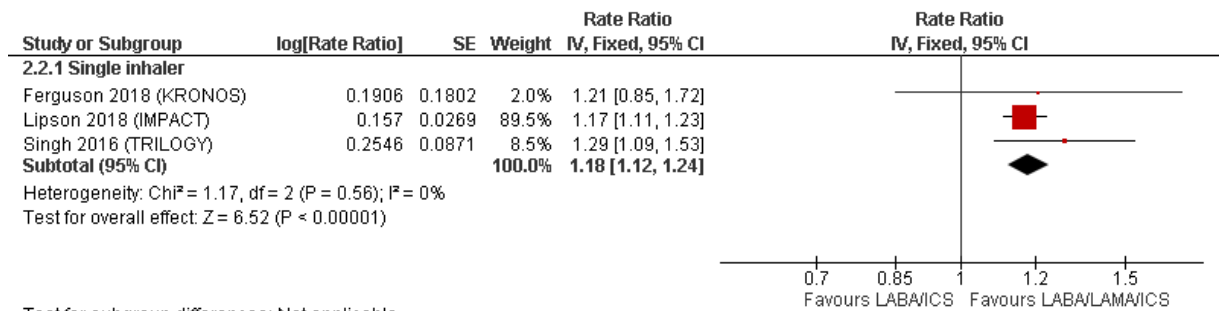 Rate Ratio Rate Ratio
Study or Subgroup log[Rate Ratio] SE Weight IV, Fixed, 95% CI IV, Fixed, 95% CI
2.2.1 Single inhaler
Ferguson 2018 (KRONOS) 0.1906 0.1802 2.0% 1.21 [0.85, 1.72]
Lipson 2018 (IMPACT) 0.157 0.0269 89.5% 1.17 [1.11, 1.23]
Singh 2016 (TRILOGY) 0.2546 0.0871 8.5% 1.29 [1.09, 1.53]
Subtotal (95% CI) 100.0% 1.18 [1.12, 1.24]
Heterogeneity: Chi² = 1.17, df = 2 (P = 0.56); I² = 0%
Test for overall effect: Z = 6.52 (P < 0.00001)
0.7 0.85 1 1.2 1.5
Favours LABA/ICS Favours LABA/LAMA/ICS
Test for subgroup differences: Not applicable